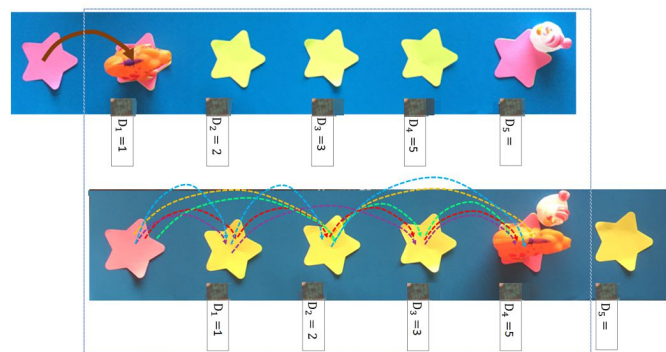 D₁ =1
D₂ = 2
D₃ =3
D₄ =5
D₅ =
D₁ =1
D₂ = 2
D₃ =3
D₄ =5
D₅ =